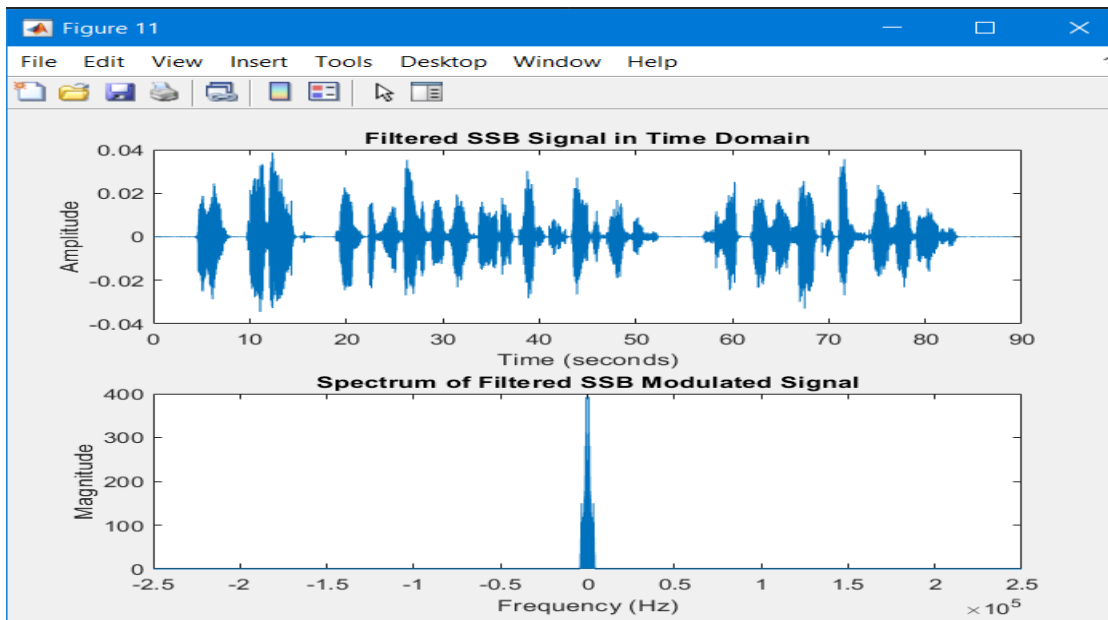 Figure 11
File Edit View Insert Tools Desktop Window Help
Filtered SSB Signal in Time Domain
0.04
0.02
0
-0.02
-0.04
Amplitude
0 10 20 30 40 50 60 70 80 90
Time (seconds)
Spectrum of Filtered SSB Modulated Signal
400
300
200
100
0
Magnitude
-2.5 -2 -1.5 -1 -0.5 0 0.5 1 1.5 2 2.5
Frequency (Hz)
×10^5